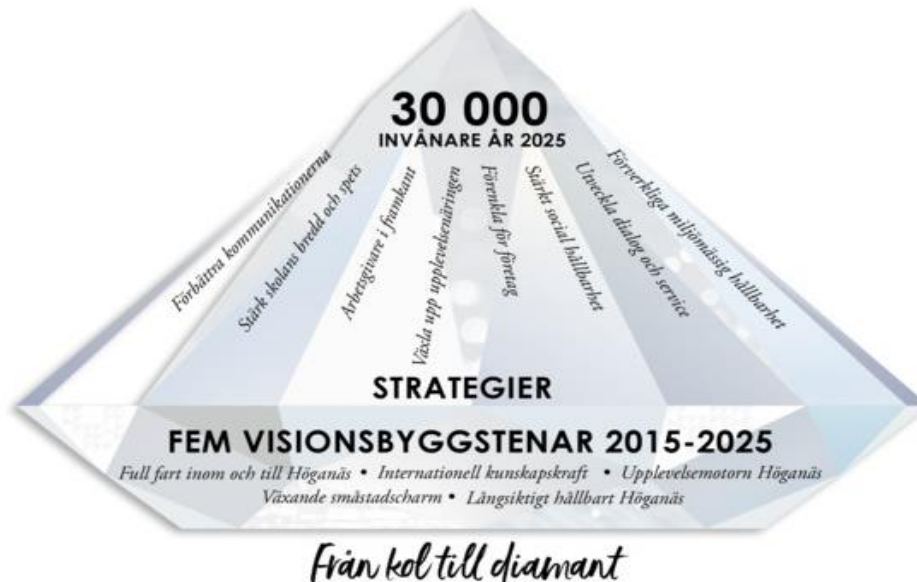 30 000
INVÅNARE ÅR 2025
Förbättra kommunikationerna
Stärk skolans bredd och spets
Arbetsgivare i framkant
Växla upp upplevelsenäringen
Förenkla för företag
Stärkt social hållbarhet
Utveckla dialog och service
Förverkliga miljömässig hållbarhet
STRATEGIER
FEM VISIONSBYGGSTENAR 2015-2025
Full fart inom och till Höganäs • Internationell kunskapskraft • Upplevelsemotorn Höganäs
Växande småstadscharm • Långsiktigt hållbart Höganäs
Från kol till diamant